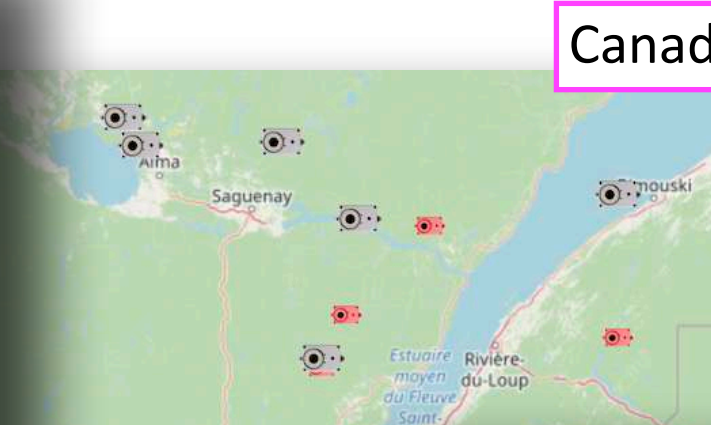 Canad
Alma
Saguenay
Rimouski
Estuaire
moyen
du Fleuve
Saint-
Rivière-
du-Loup